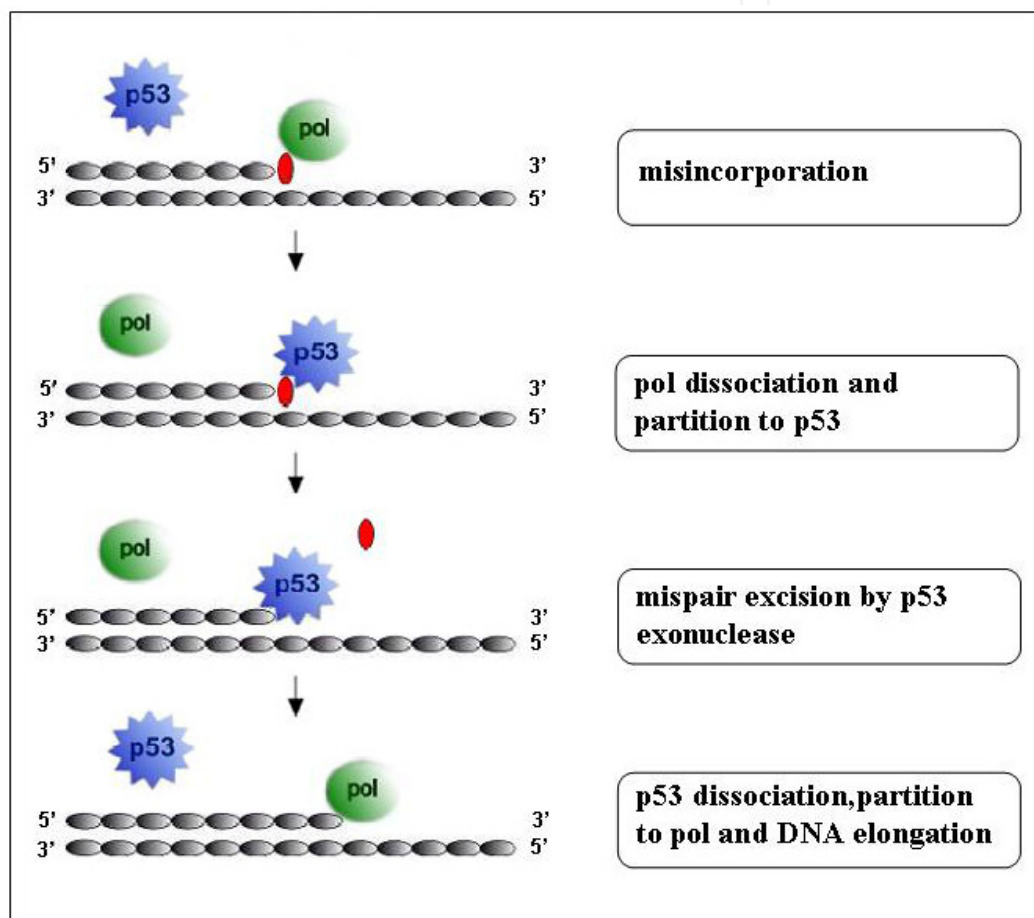 p53
pol
5’ 3’
3’ 5’
misincorporation
pol
p53
5’ 3’
3’ 5’
pol dissociation and
partition to p53
pol
p53
5’ 3’
3’ 5’
mispair excision by p53
exonuclease
p53
pol
5’ 3’
3’ 5’
p53 dissociation,partition
to pol and DNA elongation